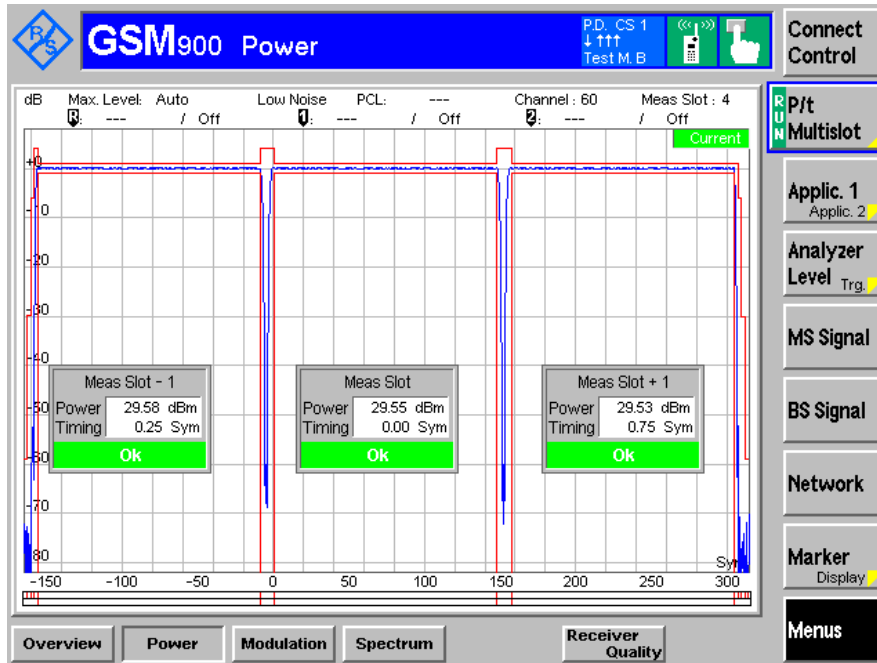 R/S
GSM900 Power
P.D. CS 1
↓ ↑↑↑
Test M. B
Connect Control
dB Max. Level: Auto Low Noise PCL: --- Channel : 60 Meas Slot : 4
R: --- / Off 1: --- / Off 2: --- / Off
Current
RUN
P/t Multislot
Applic. 1
Applic. 2
Analyzer Level
Trg.
MS Signal
BS Signal
Network
Marker
Display
Menus
+0
-10
-20
-30
-40
-50
-60
-70
80
Meas Slot - 1
Power 29.58 dBm
Timing 0.25 Sym
Ok
Meas Slot
Power 29.55 dBm
Timing 0.00 Sym
Ok
Meas Slot + 1
Power 29.53 dBm
Timing 0.75 Sym
Ok
Sym
-150 -100 -50 0 50 100 150 200 250 300
Overview Power Modulation Spectrum Receiver Quality